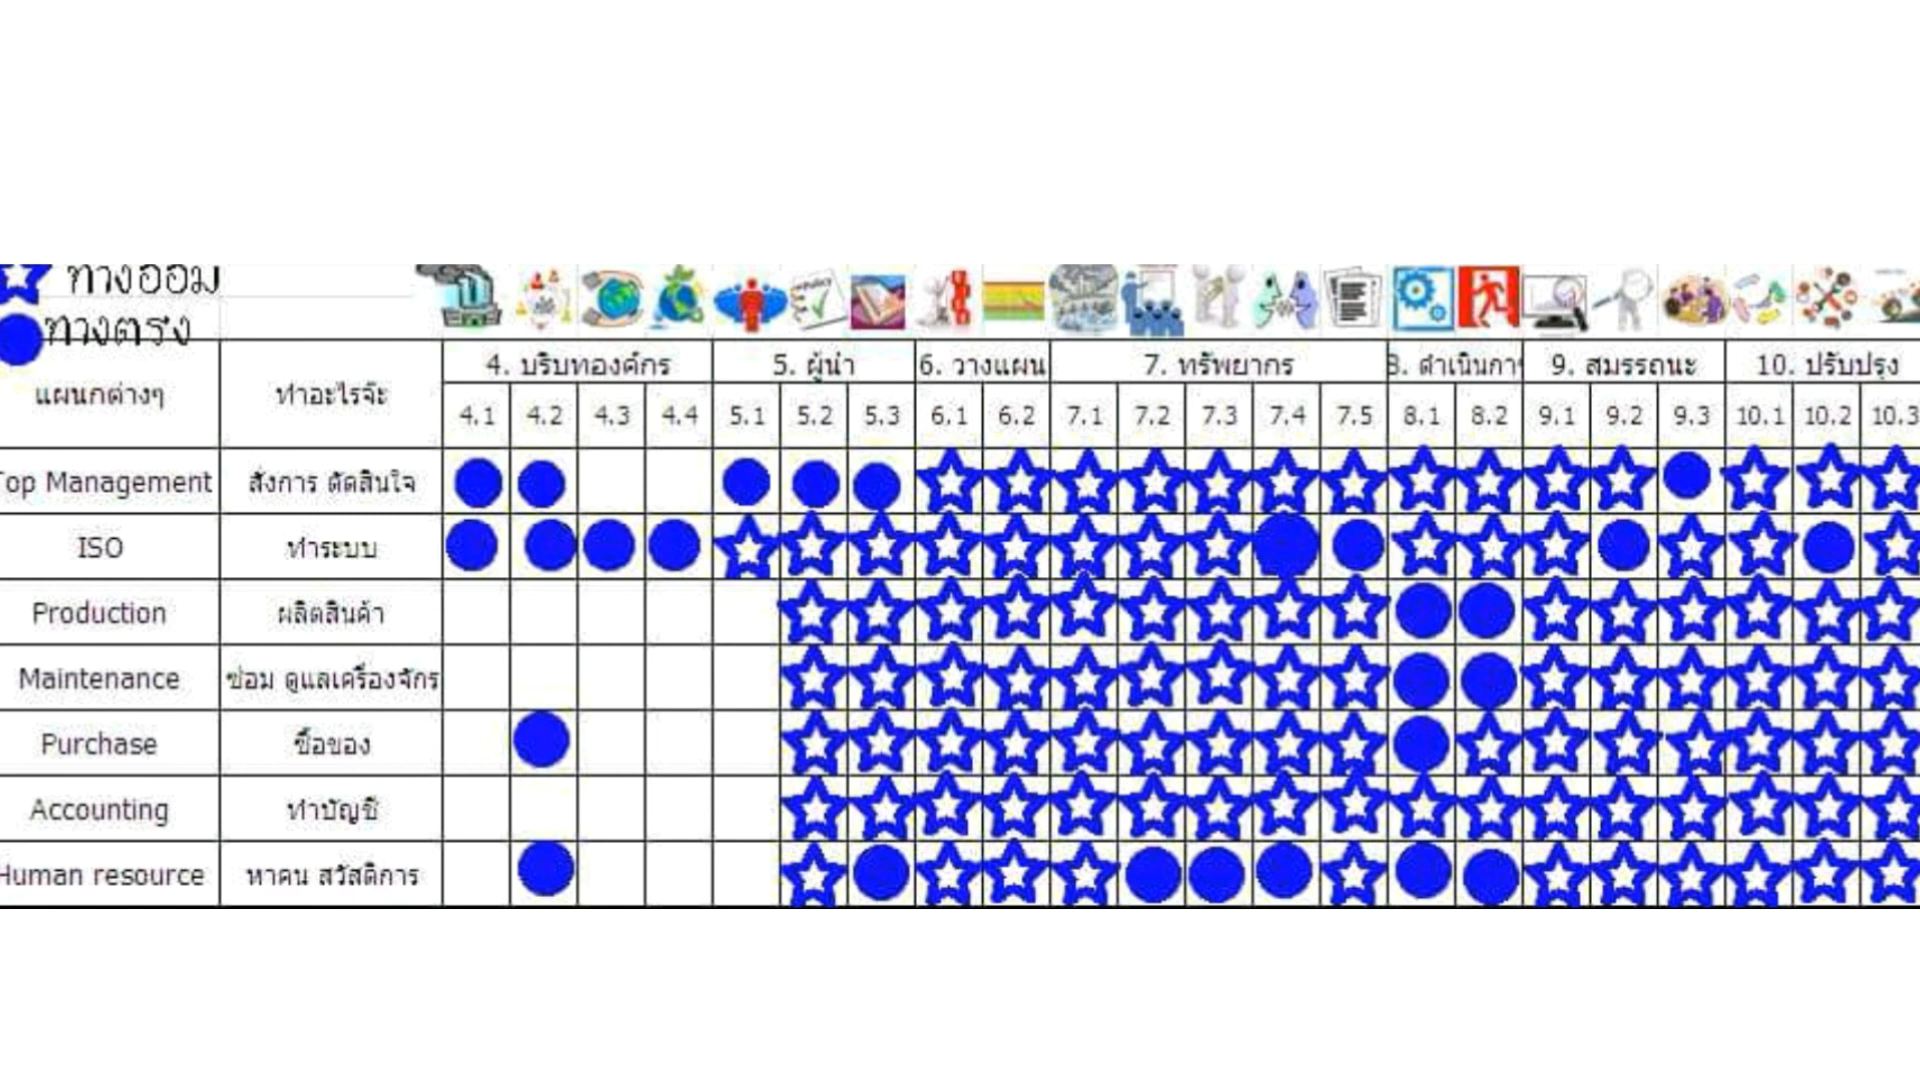 ทางอ้อม
ทางตรง
แผนกต่างๆ ทำอะไรจ๊ะ 4. บริบทองค์กร 5. ผู้นำ 6. วางแผน 7. ทรัพยากร 8. ดำเนินการ 9. สมรรถนะ 10. ปรับปรุง
4.1 4.2 4.3 4.4 5.1 5.2 5.3 6.1 6.2 7.1 7.2 7.3 7.4 7.5 8.1 8.2 9.1 9.2 9.3 10.1 10.2 10.3
Top Management สั่งการ ตัดสินใจ
ISO ทำระบบ
Production ผลิตสินค้า
Maintenance ซ่อม ดูแลเครื่องจักร
Purchase ซื้อของ
Accounting ทำบัญชี
Human resource หาคน สวัสดิการ